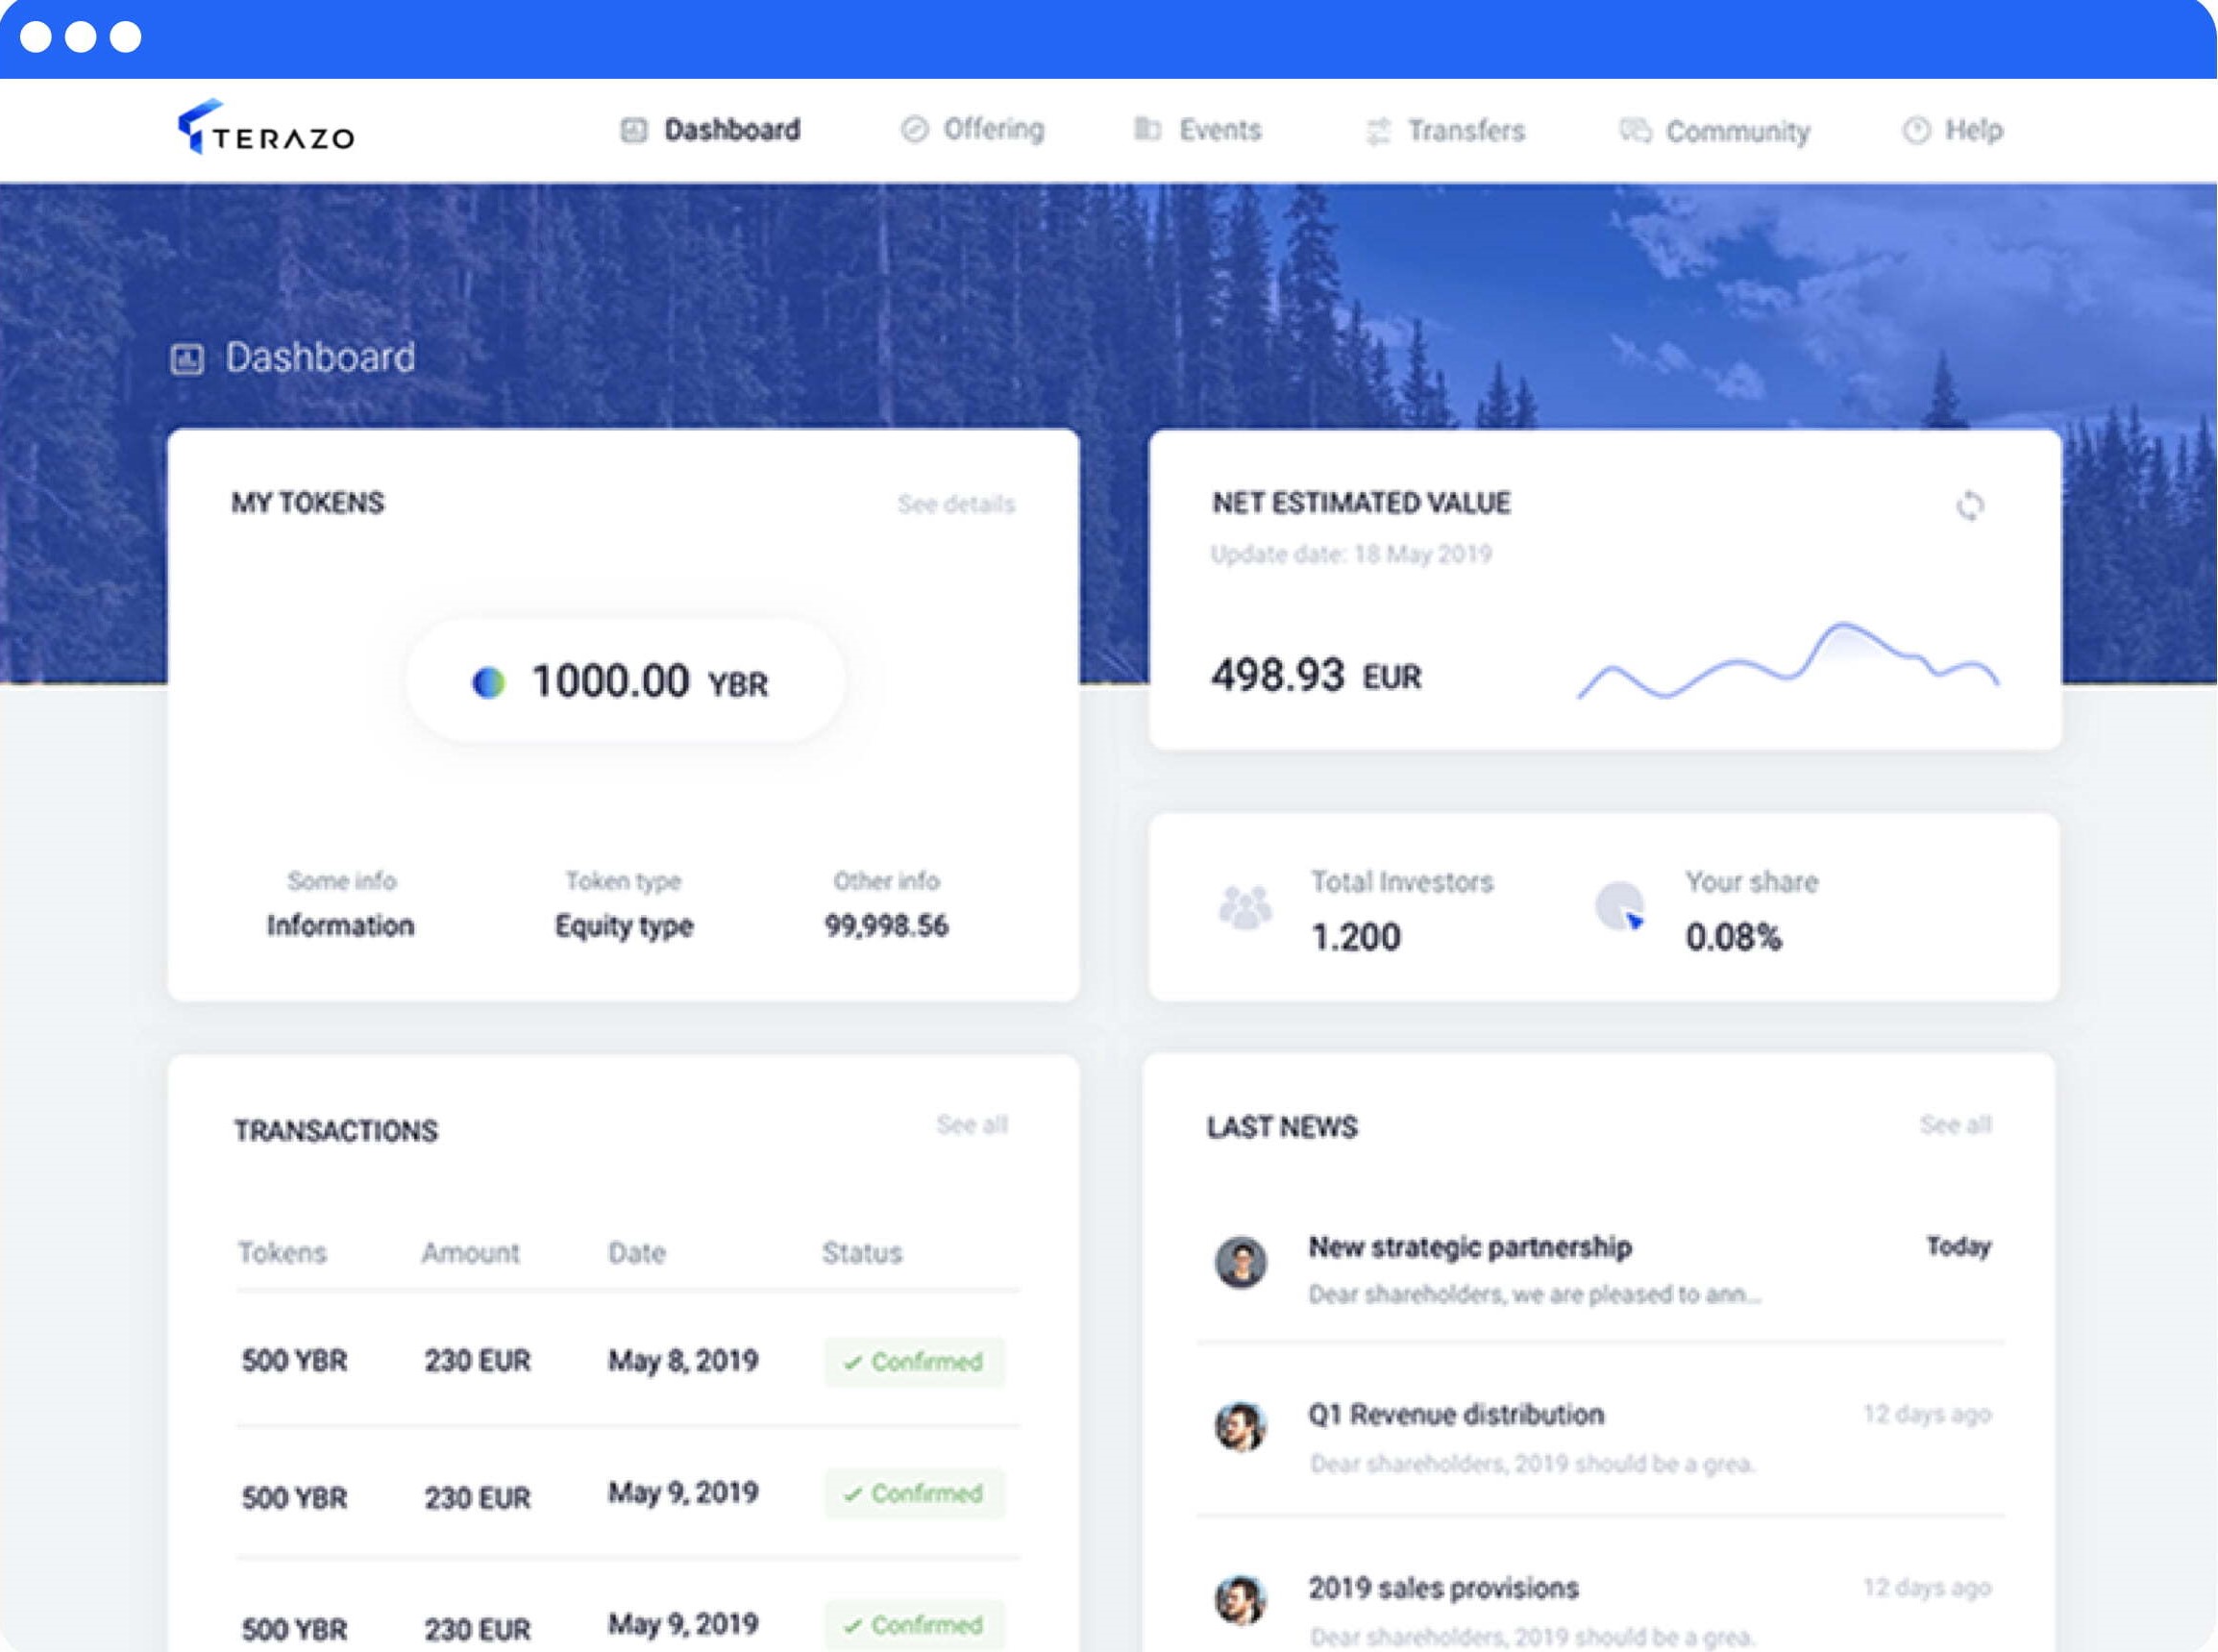 TERAZO
Dashboard
Offering
Events
Transfers
Community
Help
Dashboard
MY TOKENS
See details
1000.00 YBR
Some info
Information
Token type
Equity type
Other info
99,998.56
NET ESTIMATED VALUE
Update date: 18 May 2019
498.93 EUR
Total Investors
1.200
Your share
0.08%
TRANSACTIONS
See all
Tokens Amount Date Status
500 YBR 230 EUR May 8, 2019 Confirmed
500 YBR 230 EUR May 9, 2019 Confirmed
500 YBR 230 EUR May 9, 2019 Confirmed
LAST NEWS
See all
New strategic partnership
Today
Dear shareholders, we are pleased to ann...
Q1 Revenue distribution
12 days ago
Dear shareholders, 2019 should be a grea.
2019 sales provisions
12 days ago
Dear shareholders, 2019 should be a grea.